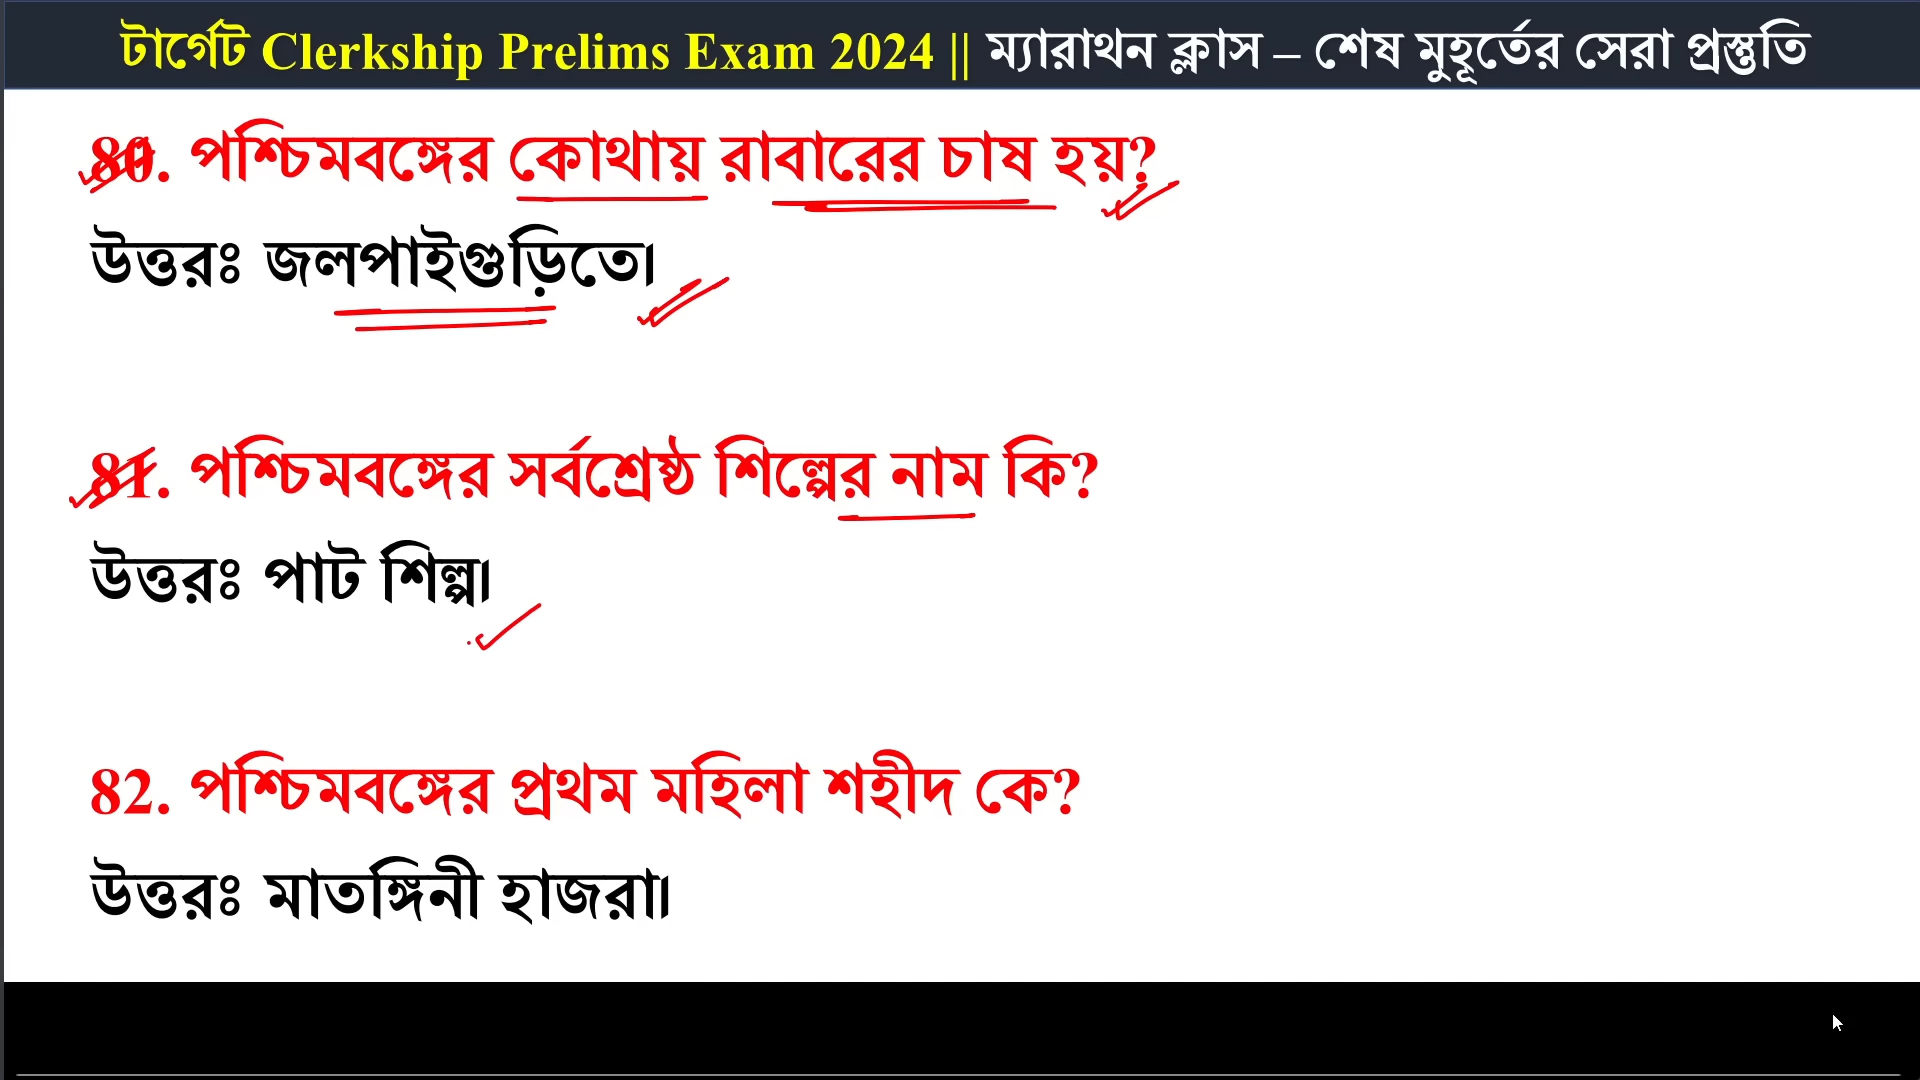 টার্গেট Clerkship Prelims Exam 2024 || ম্যারাথন ক্লাস – শেষ মুহূর্তের সেরা প্রস্তুতি
80. পশ্চিমবঙ্গের কোথায় রাবারের চাষ হয়?
উত্তরঃ জলপাইগুড়িতে।
81. পশ্চিমবঙ্গের সর্বশ্রেষ্ঠ শিল্পের নাম কি?
উত্তরঃ পাট শিল্প।
82. পশ্চিমবঙ্গের প্রথম মহিলা শহীদ কে?
উত্তরঃ মাতঙ্গিনী হাজরা।